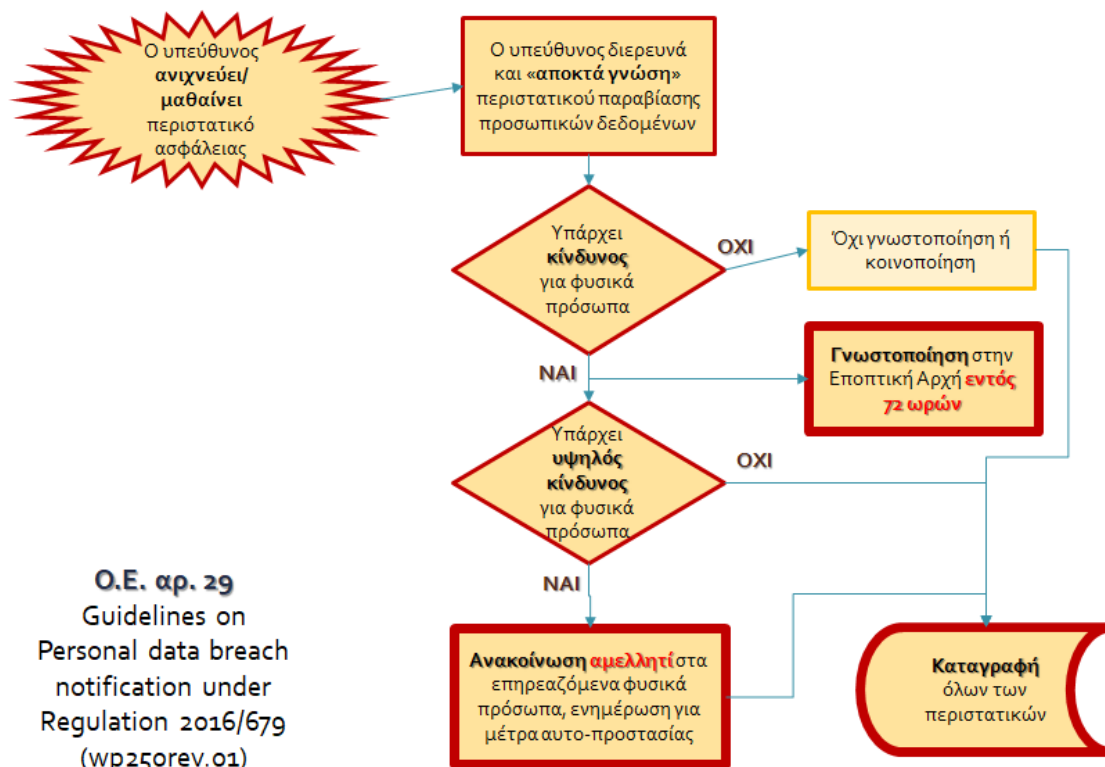 Ο υπεύθυνος
ανιχνεύει/
μαθαίνει
περιστατικό
ασφάλειας
Ο υπεύθυνος διερευνά
και «αποκτά γνώση»
περιστατικού παραβίασης
προσωπικών δεδομένων
Υπάρχει
κίνδυνος
για φυσικά
πρόσωπα
ΟΧΙ
Όχι γνωστοποίηση ή
κοινοποίηση
ΝΑΙ
Γνωστοποίηση στην
Εποπτική Αρχή εντός
72 ωρών
Υπάρχει
υψηλός
κίνδυνος
για φυσικά
πρόσωπα
ΟΧΙ
ΝΑΙ
Ανακοίνωση αμελλητί στα
επηρεαζόμενα φυσικά
πρόσωπα, ενημέρωση για
μέτρα αυτο-προστασίας
Καταγραφή
όλων των
περιστατικών
Ο.Ε. αρ. 29
Guidelines on
Personal data breach
notification under
Regulation 2016/679
(wp250rev.01)